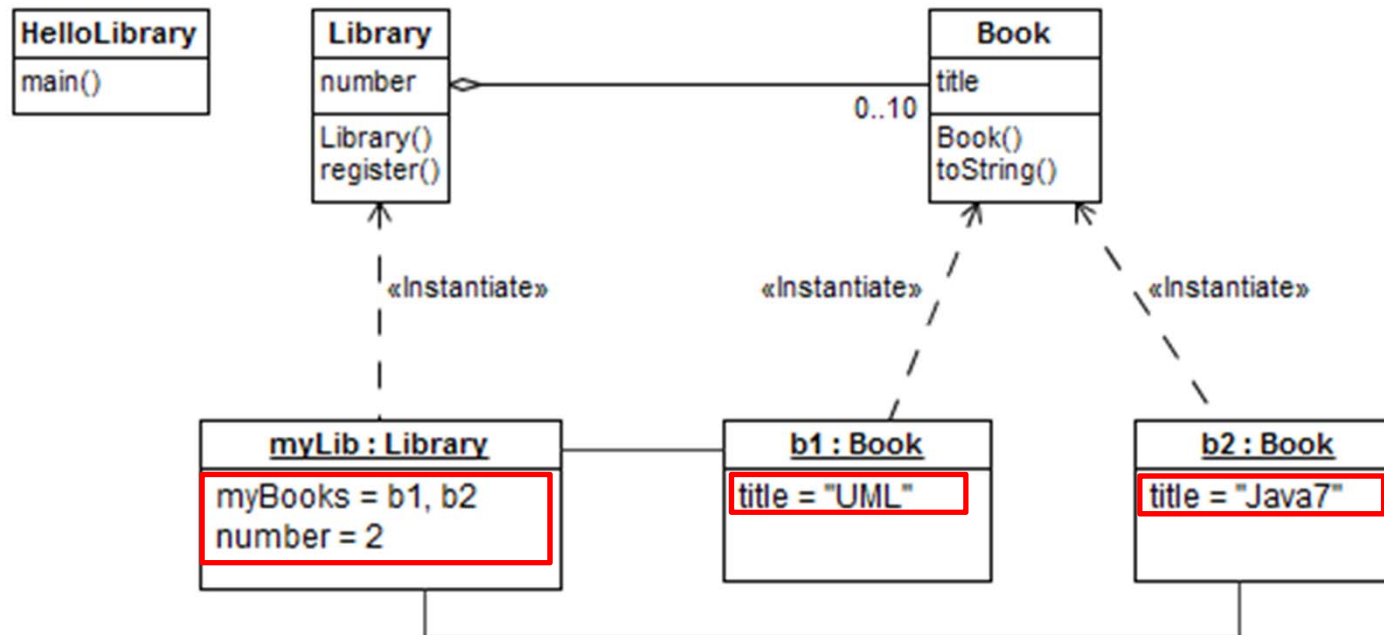 HelloLibrary
main()
Library
number
Library()
register()
0..10
Book
title
Book()
toString()
«Instantiate»
«Instantiate»
«Instantiate»
myLib : Library
myBooks = b1, b2
number = 2
b1 : Book
title = "UML"
b2 : Book
title = "Java7"